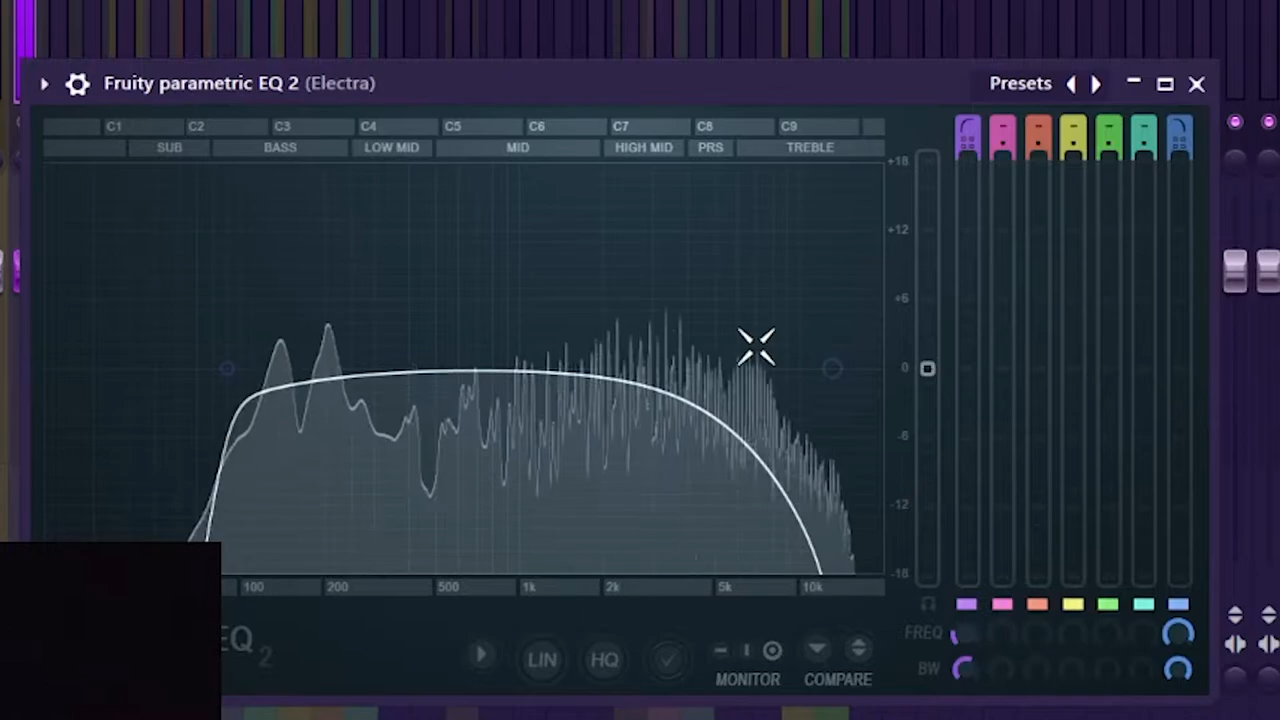 Fruity parametric EQ 2 (Electra) Presets
C1 C2 C3 C4 C5 C6 C7 C8 C9
SUB BASS LOW MID MID HIGH MID PRS TREBLE
+18
+12
+6
0
-6
-12
-18
100 200 500 1k 2k 5k 10k
EQ 2
LIN HQ
MONITOR COMPARE
FREQ
BW